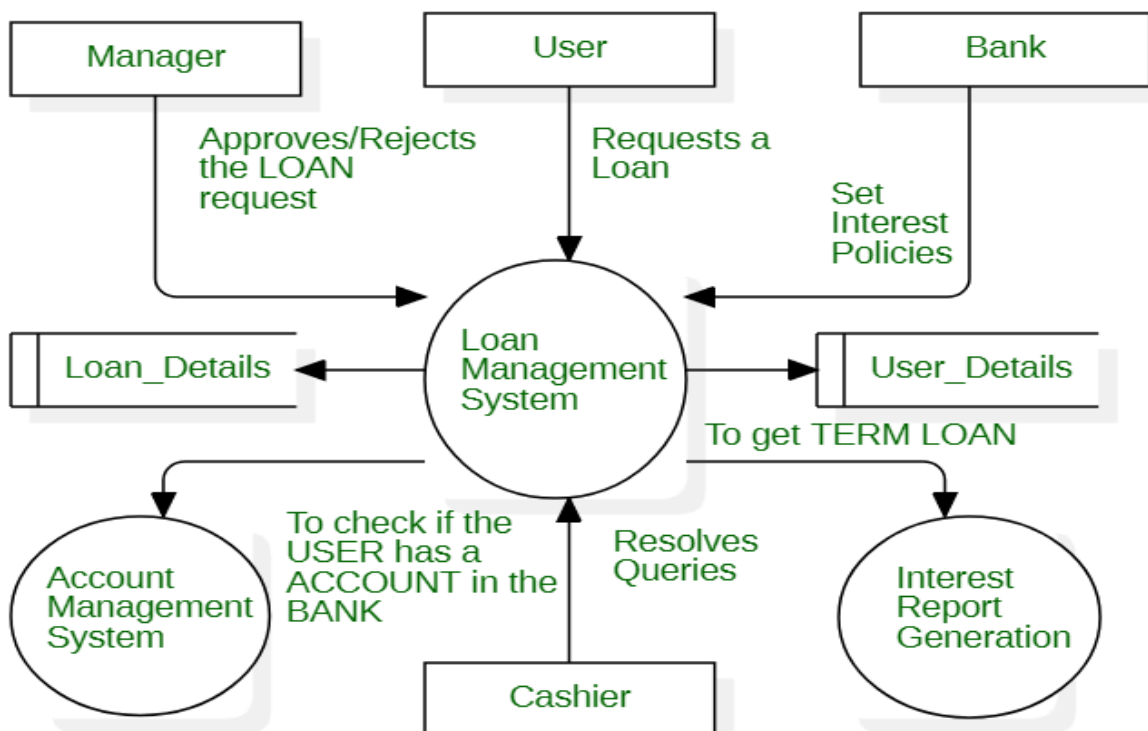 Manager
User
Bank
Approves/Rejects
the LOAN
request
Requests a
Loan
Set
Interest
Policies
Loan_Details
Loan
Management
System
User_Details
To get TERM LOAN
Account
Management
System
To check if the
USER has a
ACCOUNT in the
BANK
Resolves
Queries
Interest
Report
Generation
Cashier